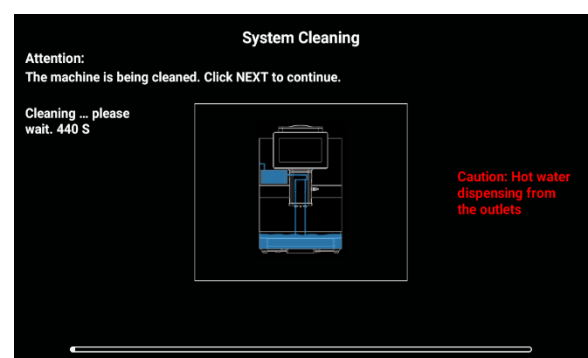 System Cleaning
Attention:
The machine is being cleaned. Click NEXT to continue.
Cleaning ... please
wait. 440 S
Caution: Hot water
dispensing from
the outlets